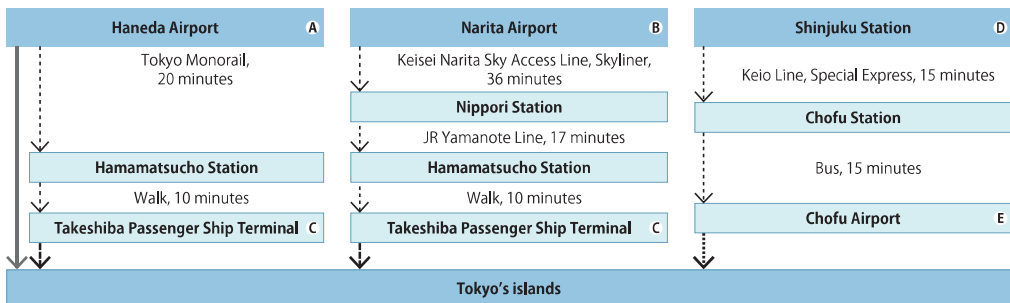 Haneda Airport A
Tokyo Monorail,
20 minutes
Hamamatsucho Station
Walk, 10 minutes
Takeshiba Passenger Ship Terminal C
Narita Airport B
Keisei Narita Sky Access Line, Skyliner,
36 minutes
Nippori Station
JR Yamanote Line, 17 minutes
Hamamatsucho Station
Walk, 10 minutes
Takeshiba Passenger Ship Terminal C
Shinjuku Station D
Keio Line, Special Express, 15 minutes
Chofu Station
Bus, 15 minutes
Chofu Airport E
Tokyo's islands